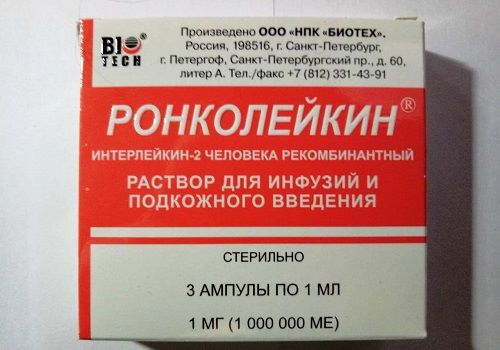 BIO
TECH
Произведено ООО «НПК «БИОТЕХ».
Россия, 198516, г. Санкт-Петербург,
г. Петергоф, Санкт-Петербургский пр., д. 60,
литер А. Тел./факс +7 (812) 331-43-91
РОНКОЛЕЙКИН®
ИНТЕРЛЕЙКИН-2 ЧЕЛОВЕКА РЕКОМБИНАНТНЫЙ
РАСТВОР ДЛЯ ИНФУЗИЙ И
ПОДКОЖНОГО ВВЕДЕНИЯ
СТЕРИЛЬНО
3 АМПУЛЫ ПО 1 МЛ
1 МГ (1 000 000 МЕ)